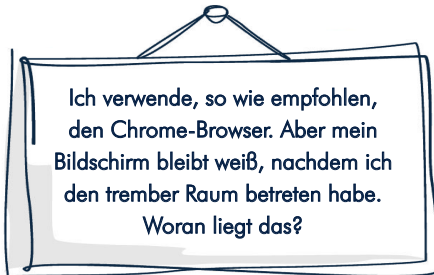 Ich verwende, so wie empfohlen,
den Chrome-Browser. Aber mein
Bildschirm bleibt weiß, nachdem ich
den trember Raum betreten habe.
Woran liegt das?